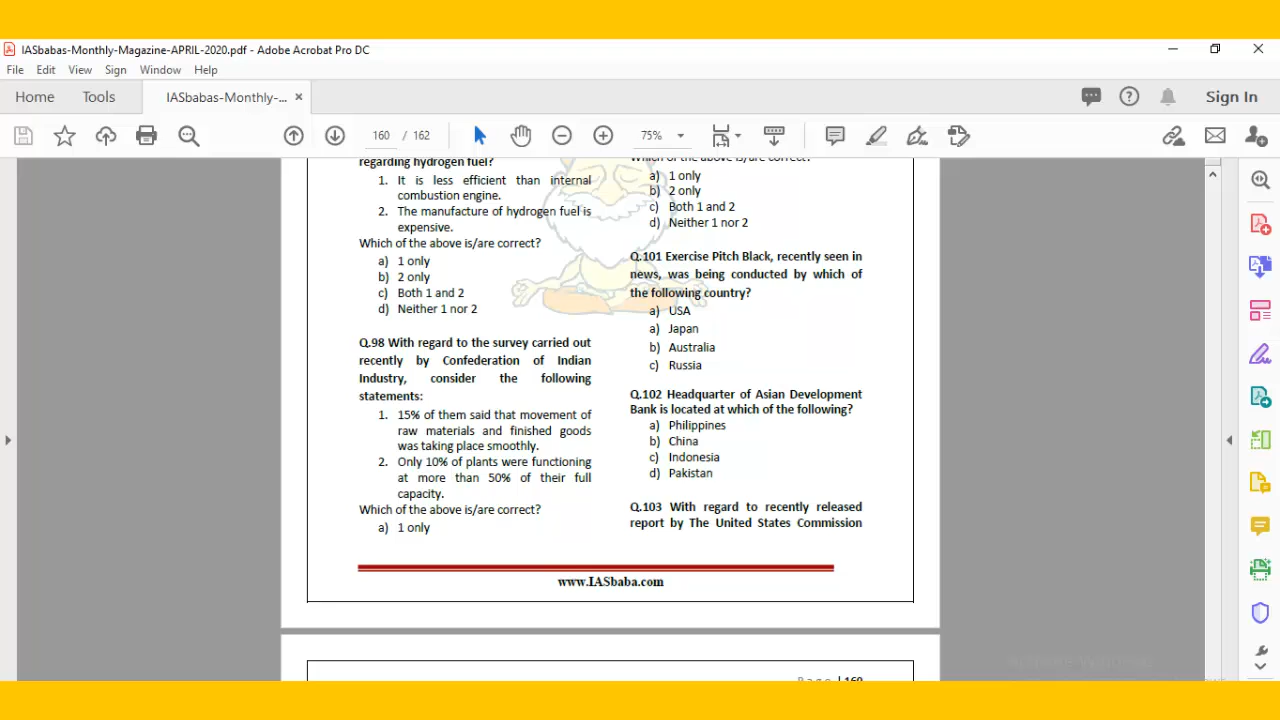 IASbabas-Monthly-Magazine-APRIL-2020.pdf - Adobe Acrobat Pro DC
File Edit View Sign Window Help
Home Tools IASbabas-Monthly-... × Sign In
160 / 162 75%
regarding hydrogen fuel?
1. It is less efficient than internal
combustion engine.
2. The manufacture of hydrogen fuel is
expensive.
Which of the above is/are correct?
a) 1 only
b) 2 only
c) Both 1 and 2
d) Neither 1 nor 2
Q.98 With regard to the survey carried out
recently by Confederation of Indian
Industry, consider the following
statements:
1. 15% of them said that movement of
raw materials and finished goods
was taking place smoothly.
2. Only 10% of plants were functioning
at more than 50% of their full
capacity.
Which of the above is/are correct?
a) 1 only
Which of the above is/are correct?
a) 1 only
b) 2 only
c) Both 1 and 2
d) Neither 1 nor 2
Q.101 Exercise Pitch Black, recently seen in
news, was being conducted by which of
the following country?
a) USA
a) Japan
b) Australia
c) Russia
Q.102 Headquarter of Asian Development
Bank is located at which of the following?
a) Philippines
b) China
c) Indonesia
d) Pakistan
Q.103 With regard to recently released
report by The United States Commission
www.IASbaba.com
Page | 160